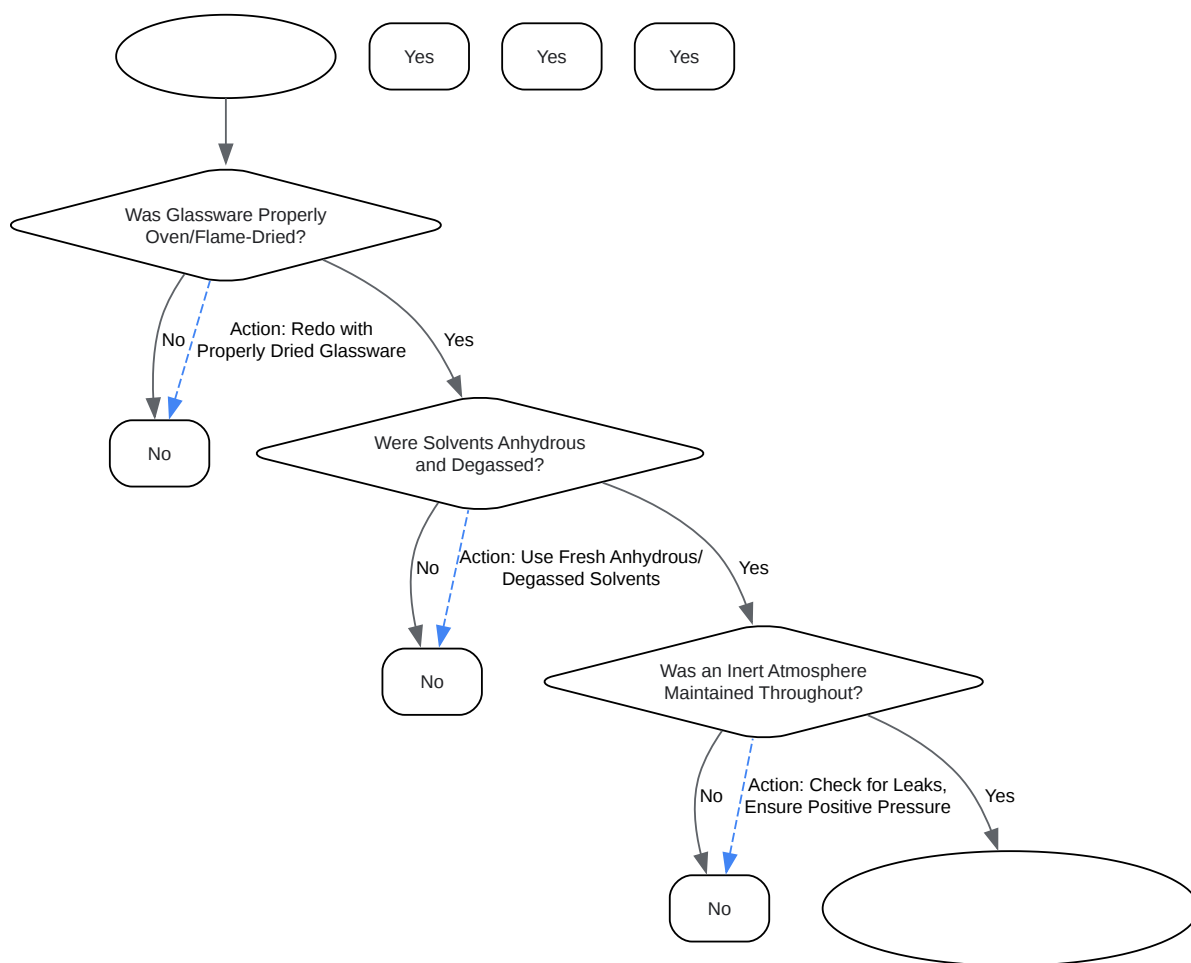 Yes
Yes
Yes
Was Glassware Properly
Oven/Flame-Dried?
No
Action: Redo with
Properly Dried Glassware
Yes
No
Were Solvents Anhydrous
and Degassed?
No
Action: Use Fresh Anhydrous/
Degassed Solvents
Yes
No
Was an Inert Atmosphere
Maintained Throughout?
No
Action: Check for Leaks,
Ensure Positive Pressure
Yes
No